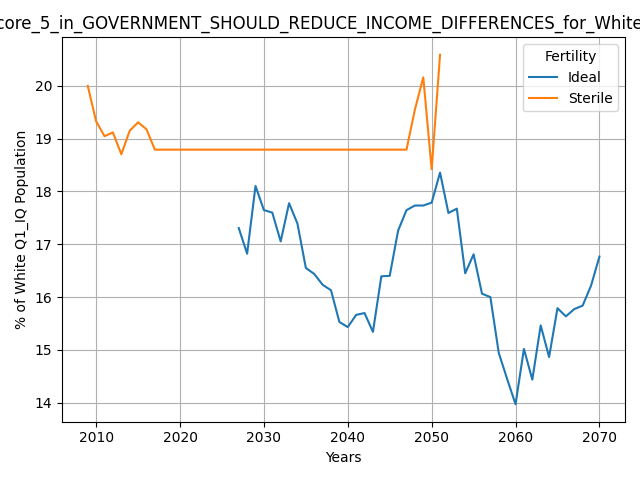 core_5_in_GOVERNMENT_SHOULD_REDUCE_INCOME_DIFFERENCES_for_White
Fertility
Ideal
Sterile
% of White Q1_IQ Population
20
19
18
17
16
15
14
2010 2020 2030 2040 2050 2060 2070
Years